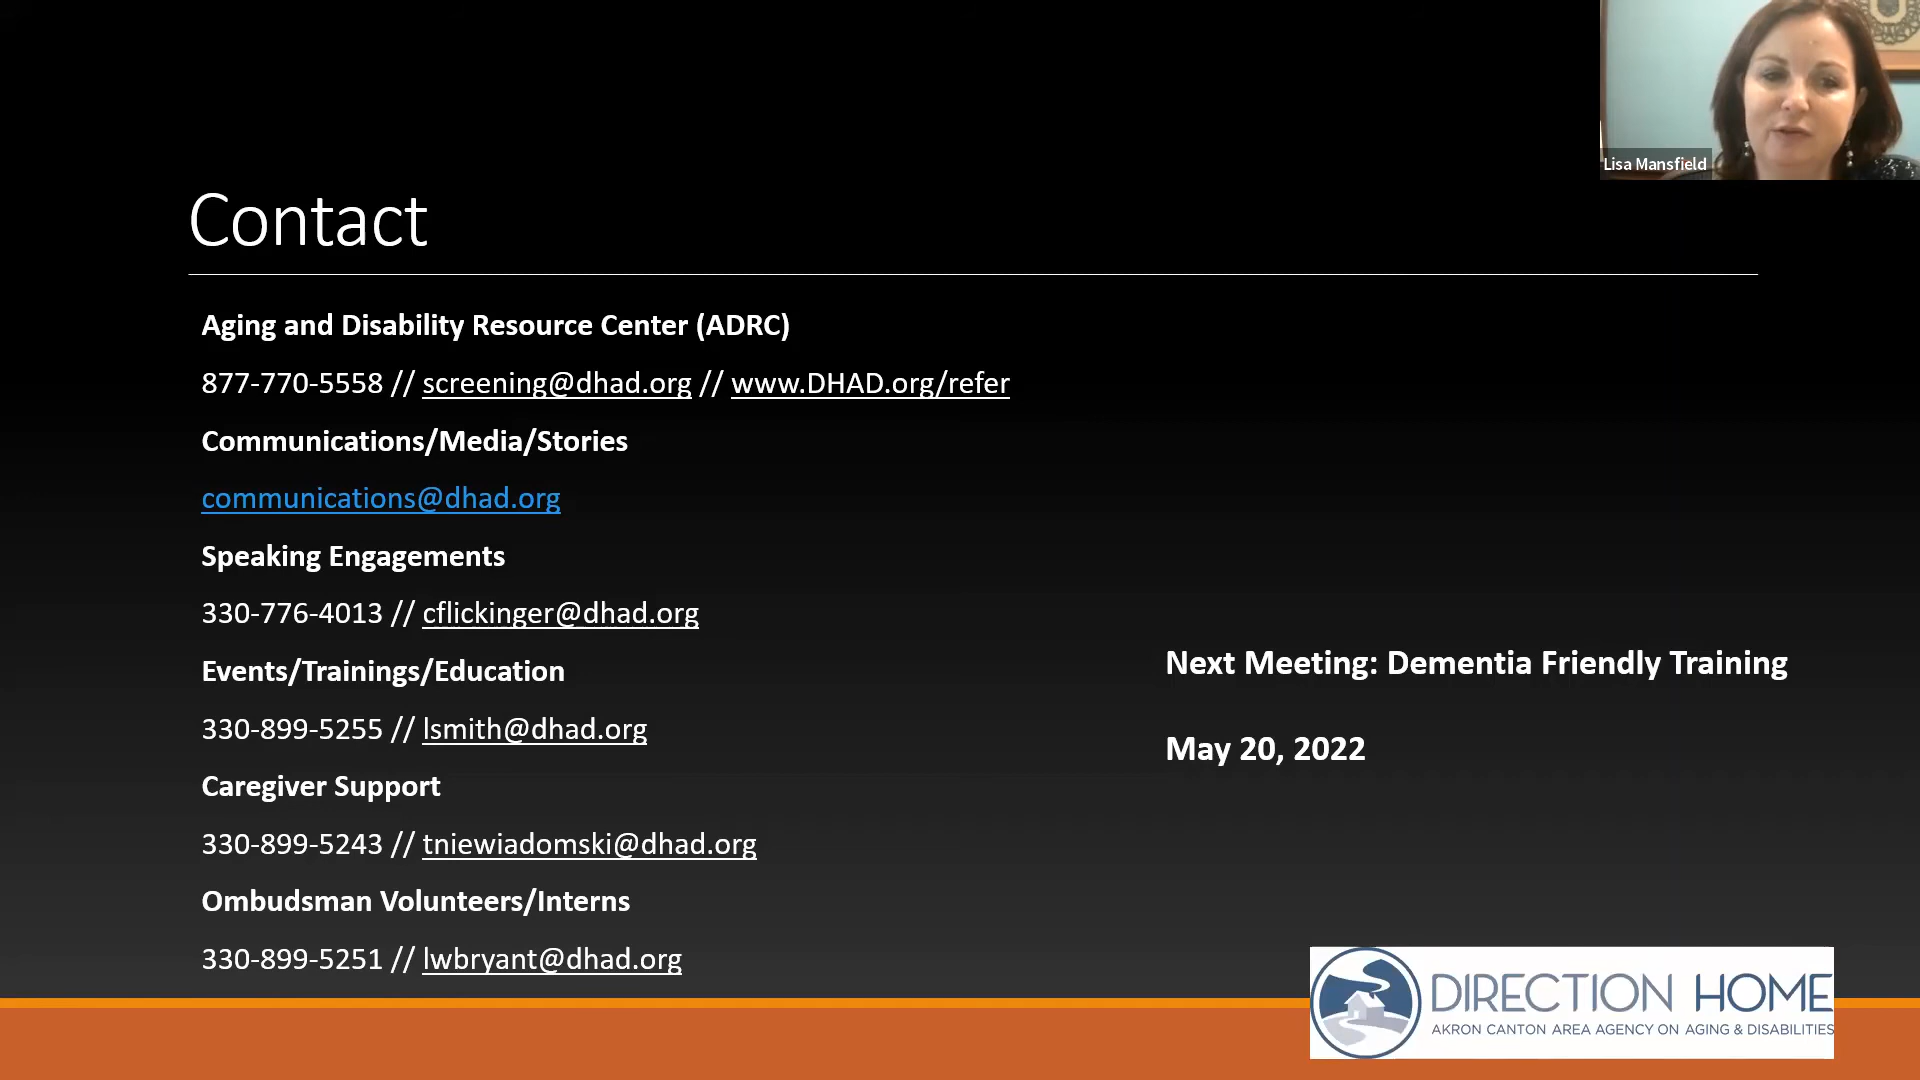 Lisa Mansfield
Contact
Aging and Disability Resource Center (ADRC)
877-770-5558 // screening@dhad.org // www.DHAD.org/refer
Communications/Media/Stories
communications@dhad.org
Speaking Engagements
330-776-4013 // cflickinger@dhad.org
Events/Trainings/Education
330-899-5255 // lsmith@dhad.org
Caregiver Support
330-899-5243 // tniewiadomski@dhad.org
Ombudsman Volunteers/Interns
330-899-5251 // lwbryant@dhad.org
Next Meeting: Dementia Friendly Training
May 20, 2022
DIRECTION HOME
AKRON CANTON AREA AGENCY ON AGING & DISABILITIES